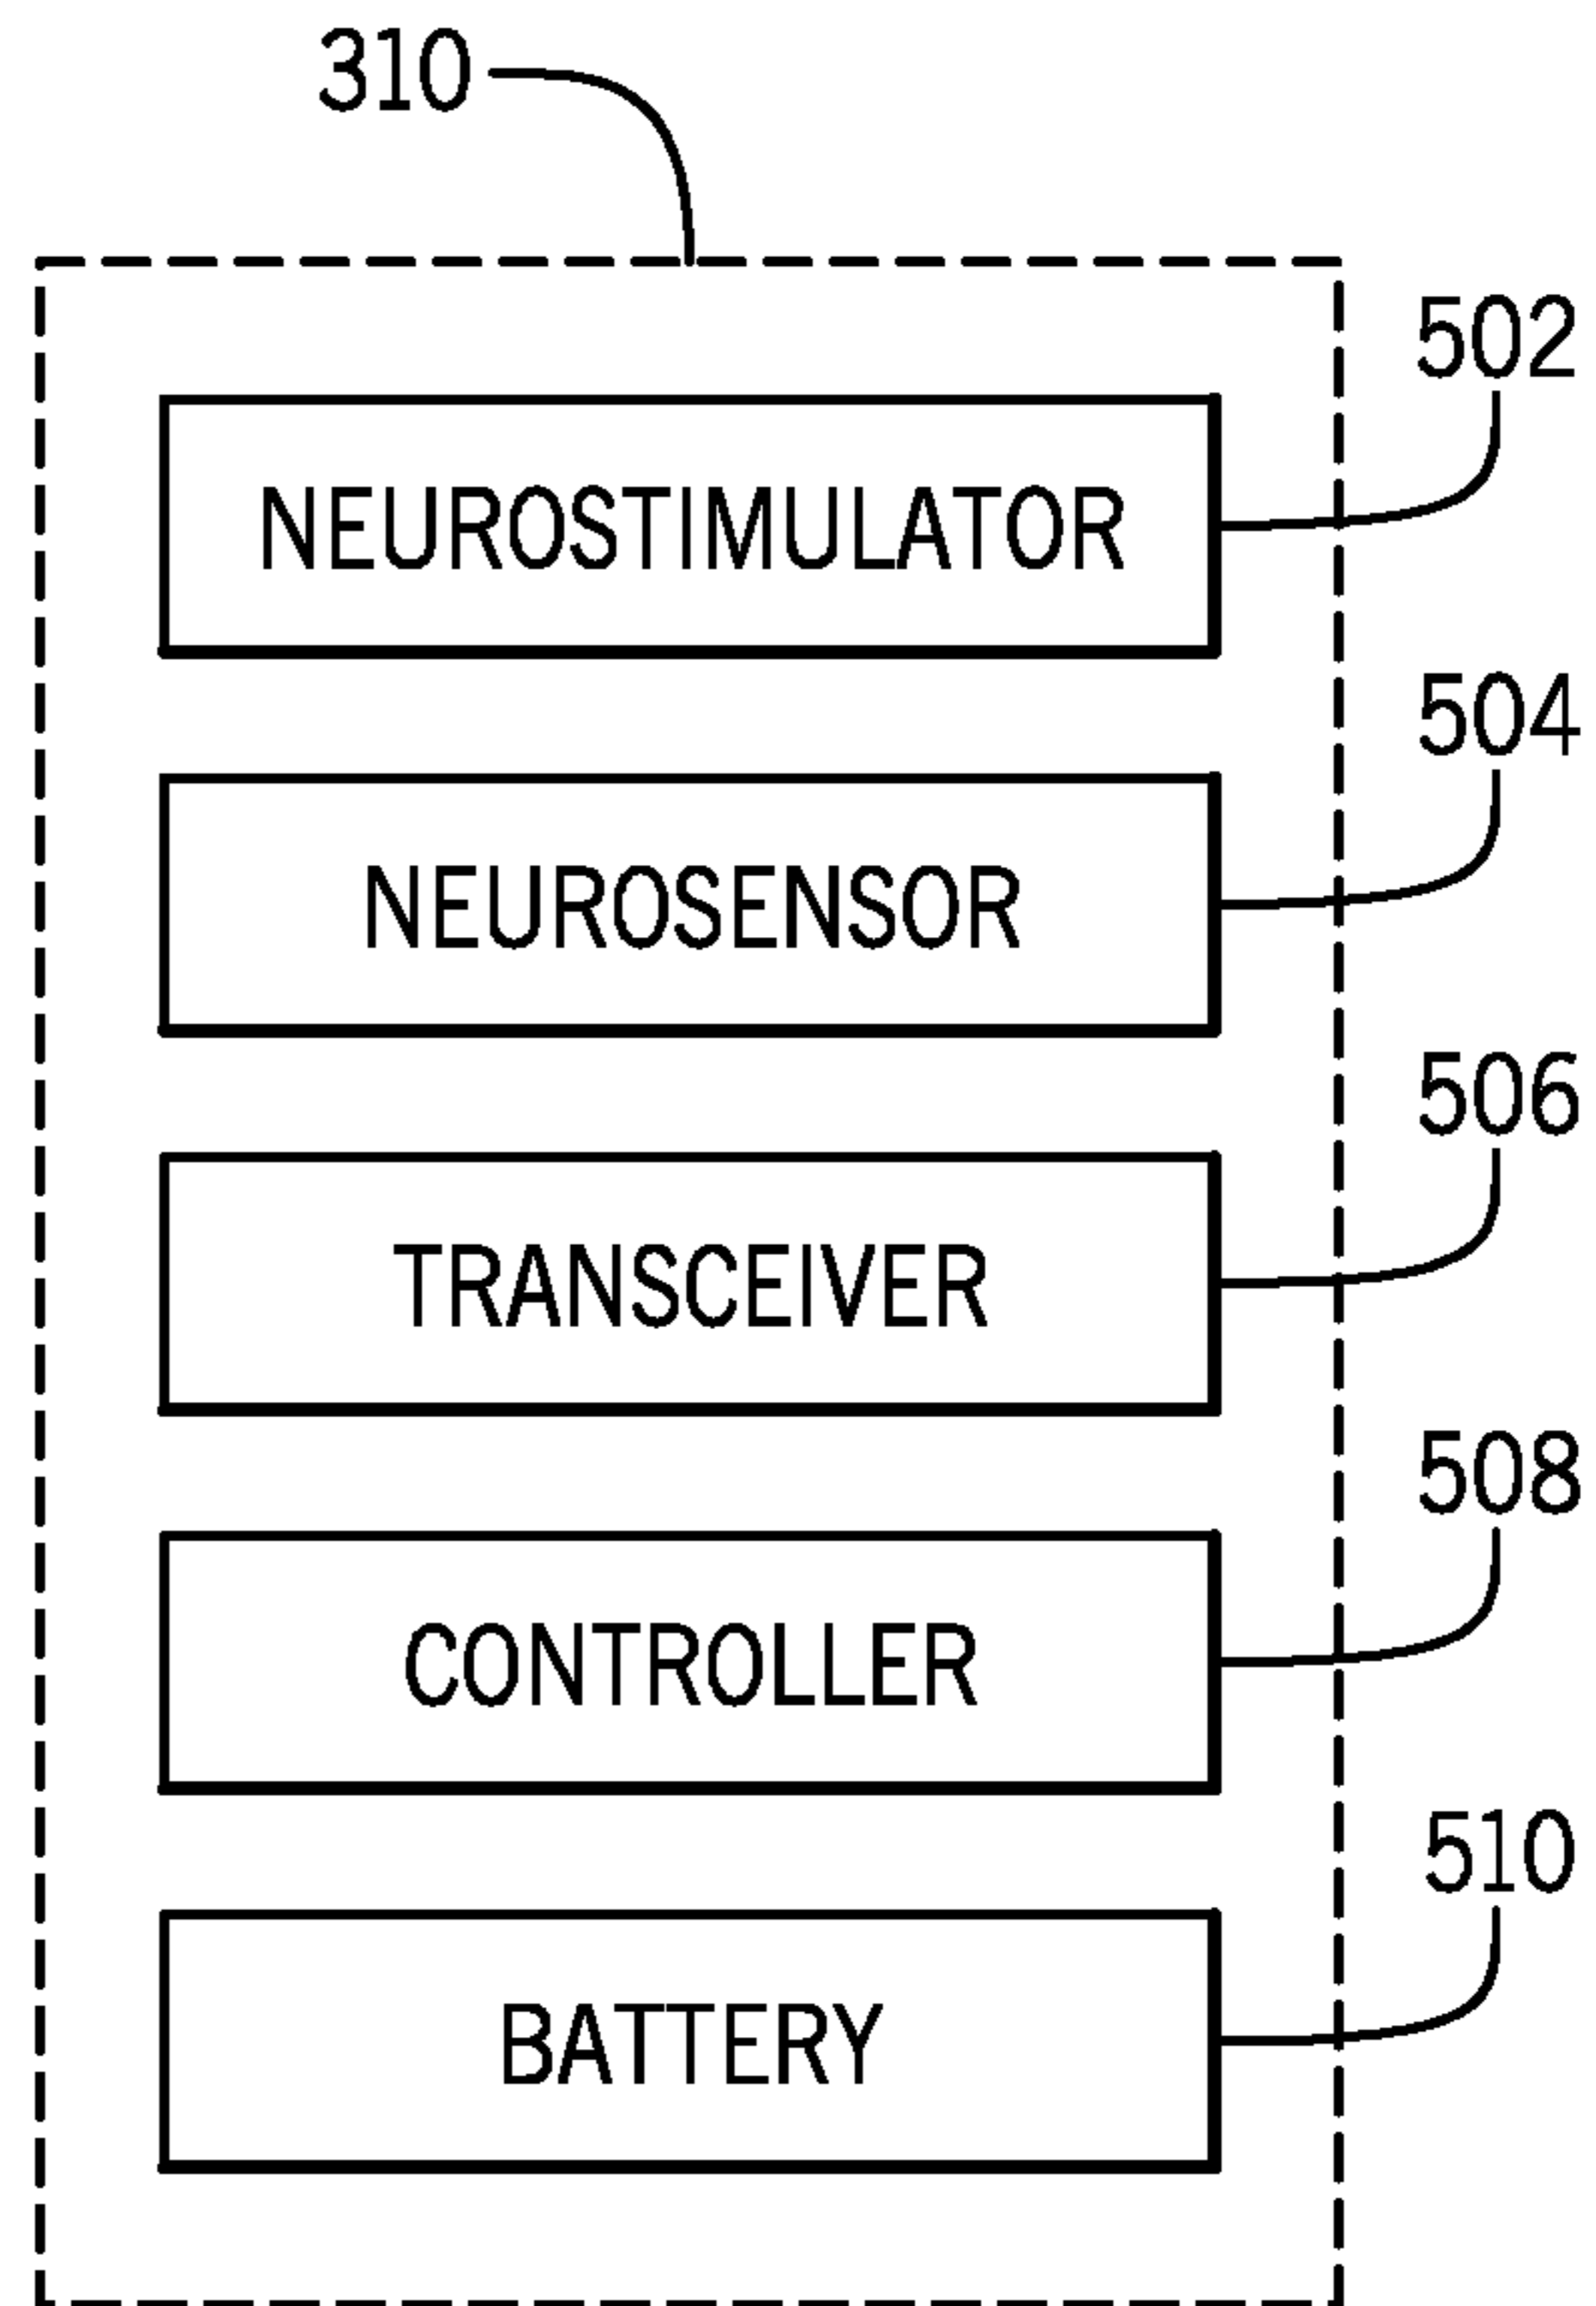 310
502
NEUROSTIMULATOR
504
NEUROSENSOR
506
TRANSCEIVER
508
CONTROLLER
510
BATTERY